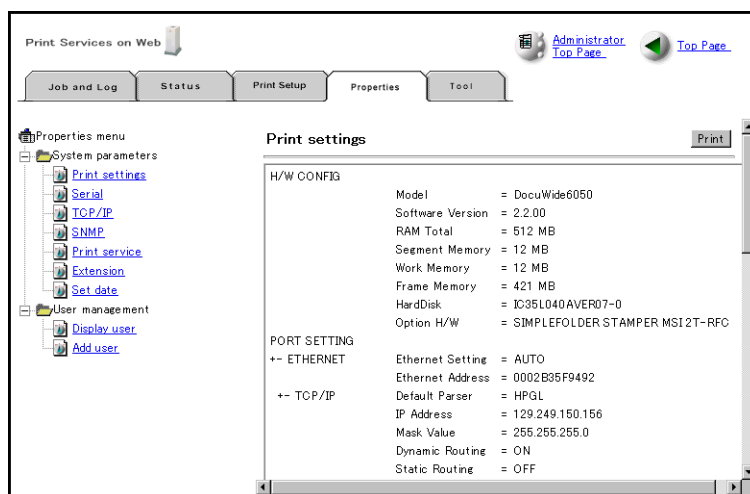 Print Services on Web
Administrator
Top Page
Top Page
Job and Log
Status
Print Setup
Properties
Tool
Properties menu
System parameters
Print settings
Serial
TCP/IP
SNMP
Print service
Extension
Set date
User management
Display user
Add user
Print settings
Print
H/W CONFIG
Model = DocuWide6050
Software Version = 2.2.00
RAM Total = 512 MB
Segment Memory = 12 MB
Work Memory = 12 MB
Frame Memory = 421 MB
HardDisk = IC35L040AVER07-0
Option H/W = SIMPLEFOLDER STAMPER MSI 2T-RFC
PORT SETTING
+- ETHERNET Ethernet Setting = AUTO
Ethernet Address = 0002B35F9492
+- TCP/IP Default Parser = HPGL
IP Address = 129.249.150.156
Mask Value = 255.255.255.0
Dynamic Routing = ON
Static Routing = OFF